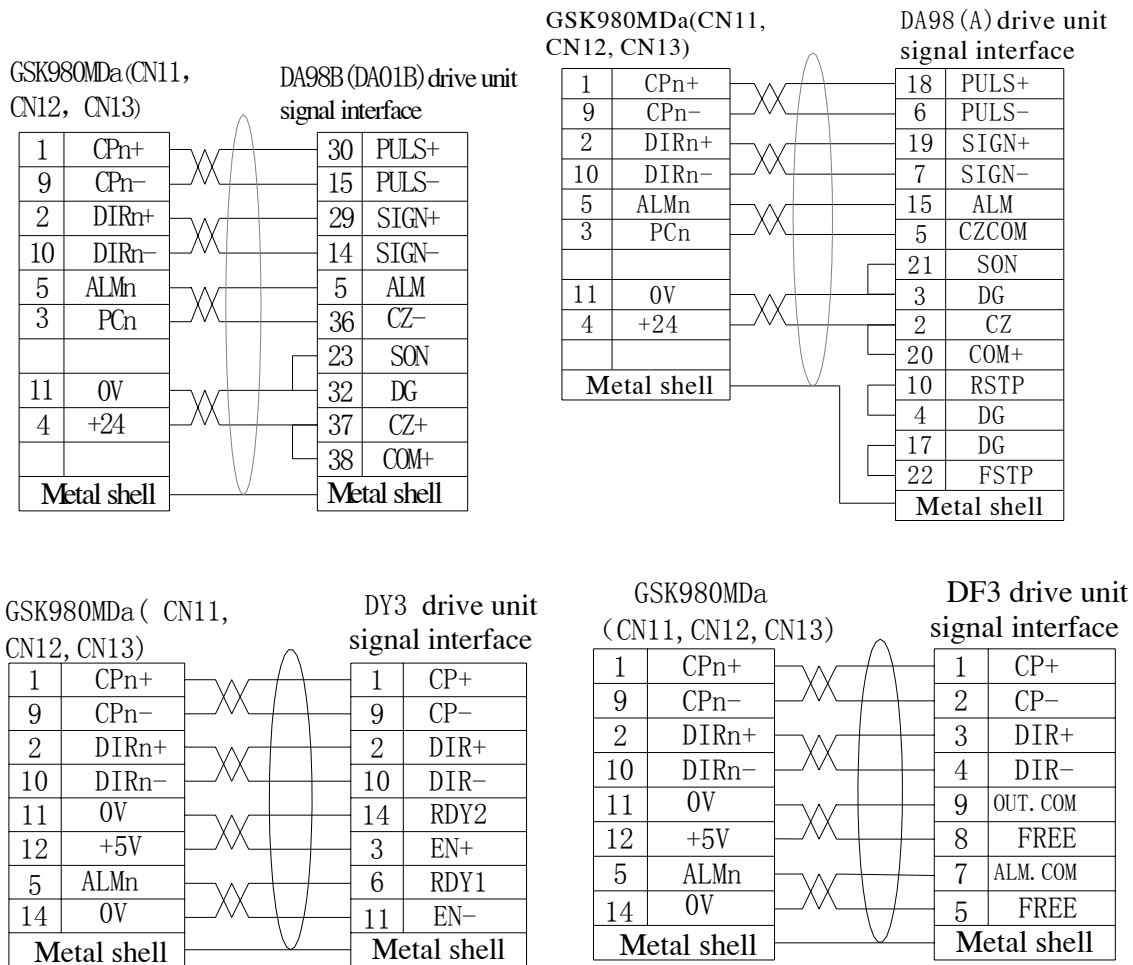 GSK980MDa(CN11,
CN12, CN13)
DA98B(DA01B) drive unit
signal interface
1 CPn+ 30 PULS+
9 CPn- 15 PULS-
2 DIRn+ 29 SIGN+
10 DIRn- 14 SIGN-
5 ALMn 5 ALM
3 PCn 36 CZ-
23 SON
11 0V 32 DG
4 +24 37 CZ+
38 COM+
Metal shell Metal shell
GSK980MDa(CN11,
CN12, CN13)
DA98(A) drive unit
signal interface
1 CPn+ 18 PULS+
9 CPn- 6 PULS-
2 DIRn+ 19 SIGN+
10 DIRn- 7 SIGN-
5 ALMn 15 ALM
3 PCn 5 CZCOM
21 SON
11 0V 3 DG
4 +24 2 CZ
20 COM+
Metal shell 10 RSTP
4 DG
17 DG
22 FSTP
Metal shell
GSK980MDa( CN11,
CN12, CN13)
DY3 drive unit
signal interface
1 CPn+ 1 CP+
9 CPn- 9 CP-
2 DIRn+ 2 DIR+
10 DIRn- 10 DIR-
11 0V 14 RDY2
12 +5V 3 EN+
5 ALMn 6 RDY1
14 0V 11 EN-
Metal shell Metal shell
GSK980MDa
(CN11, CN12, CN13)
DF3 drive unit
signal interface
1 CPn+ 1 CP+
9 CPn- 2 CP-
2 DIRn+ 3 DIR+
10 DIRn- 4 DIR-
11 0V 9 OUT. COM
12 +5V 8 FREE
5 ALMn 7 ALM. COM
14 0V 5 FREE
Metal shell Metal shell